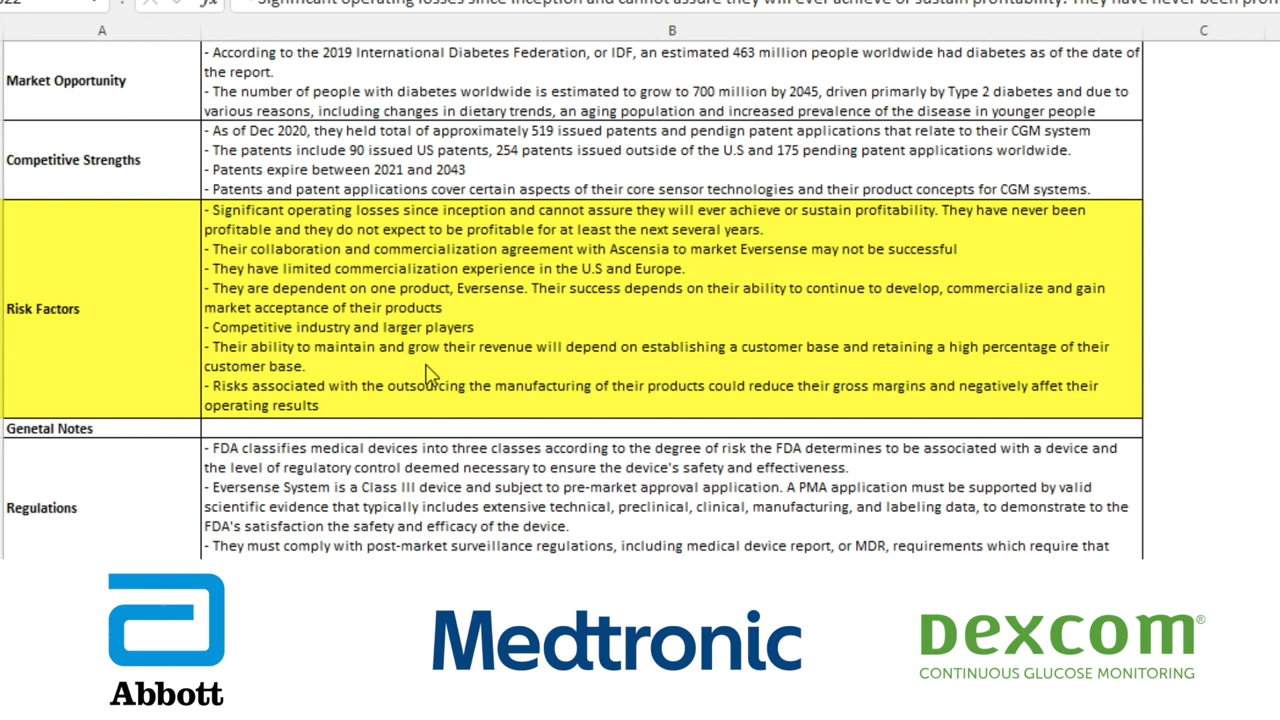 Significant operating losses since inception and cannot assure they will ever achieve or sustain profitability. They have never been
A B C
Market Opportunity
- According to the 2019 International Diabetes Federation, or IDF, an estimated 463 million people worldwide had diabetes as of the date of
the report.
- The number of people with diabetes worldwide is estimated to grow to 700 million by 2045, driven primarily by Type 2 diabetes and due to
various reasons, including changes in dietary trends, an aging population and increased prevalence of the disease in younger people
Competitive Strengths
- As of Dec 2020, they held total of approximately 519 issued patents and pendign patent applications that relate to their CGM system
- The patents include 90 issued US patents, 254 patents issued outside of the U.S and 175 pending patent applications worldwide.
- Patents expire between 2021 and 2043
- Patents and patent applications cover certain aspects of their core sensor technologies and their product concepts for CGM systems.
Risk Factors
- Significant operating losses since inception and cannot assure they will ever achieve or sustain profitability. They have never been
profitable and they do not expect to be profitable for at least the next several years.
- Their collaboration and commercialization agreement with Ascensia to market Eversense may not be successful
- They have limited commercialization experience in the U.S and Europe.
- They are dependent on one product, Eversense. Their success depends on their ability to continue to develop, commercialize and gain
market acceptance of their products
- Competitive industry and larger players
- Their ability to maintain and grow their revenue will depend on establishing a customer base and retaining a high percentage of their
customer base.
- Risks associated with the outsourcing the manufacturing of their products could reduce their gross margins and negatively affet their
operating results
Genetal Notes
Regulations
- FDA classifies medical devices into three classes according to the degree of risk the FDA determines to be associated with a device and
the level of regulatory control deemed necessary to ensure the device's safety and effectiveness.
- Eversense System is a Class III device and subject to pre-market approval application. A PMA application must be supported by valid
scientific evidence that typically includes extensive technical, preclinical, clinical, manufacturing, and labeling data, to demonstrate to the
FDA's satisfaction the safety and efficacy of the device.
- They must comply with post-market surveillance regulations, including medical device report, or MDR, requirements which require that
Abbott
Medtronic
Dexcom®
CONTINUOUS GLUCOSE MONITORING